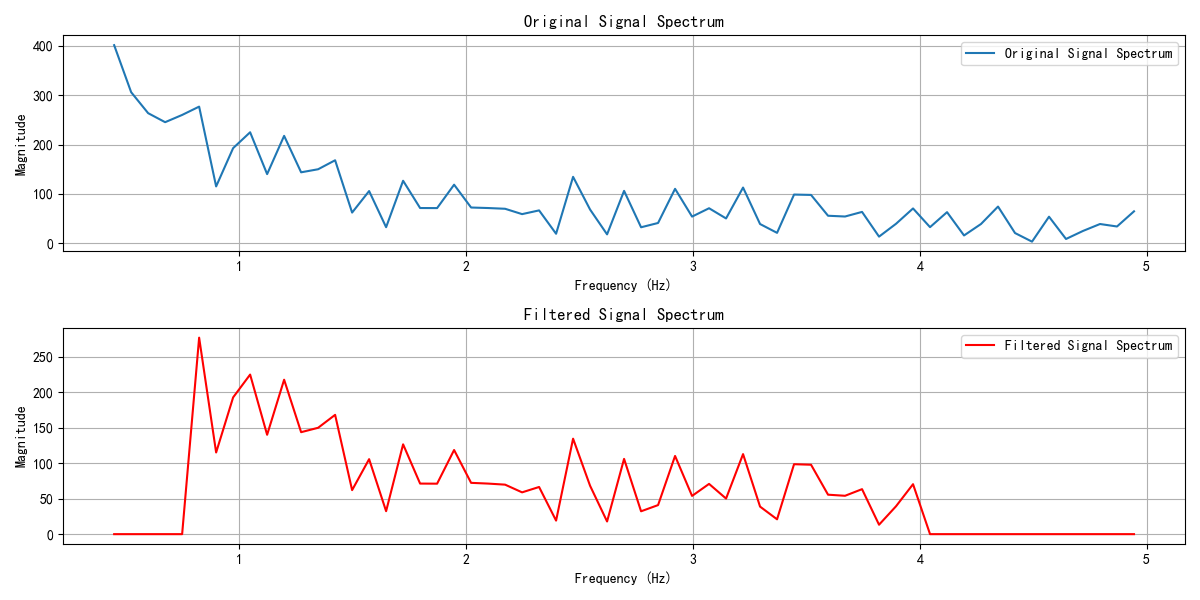 Original Signal Spectrum
Original Signal Spectrum
Magnitude
400
300
200
100
0
1 2 3 4 5
Frequency (Hz)
Filtered Signal Spectrum
Filtered Signal Spectrum
Magnitude
250
200
150
100
50
0
1 2 3 4 5
Frequency (Hz)